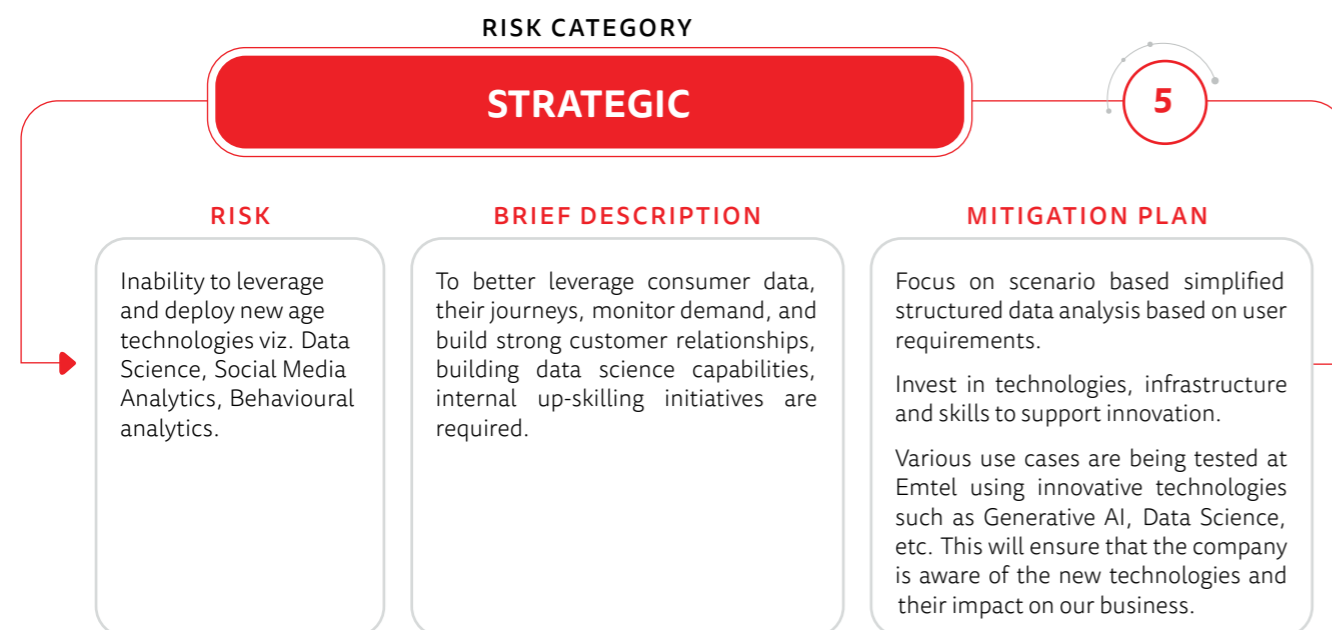 RISK CATEGORY
STRATEGIC
5
RISK
Inability to leverage
and deploy new age
technologies viz. Data
Science, Social Media
Analytics, Behavioural
analytics.
BRIEF DESCRIPTION
To better leverage consumer data,
their journeys, monitor demand, and
build strong customer relationships,
building data science capabilities,
internal up-skilling initiatives are
required.
MITIGATION PLAN
Focus on scenario based simplified
structured data analysis based on user
requirements.
Invest in technologies, infrastructure
and skills to support innovation.
Various use cases are being tested at
Emtel using innovative technologies
such as Generative AI, Data Science,
etc. This will ensure that the company
is aware of the new technologies and
their impact on our business.